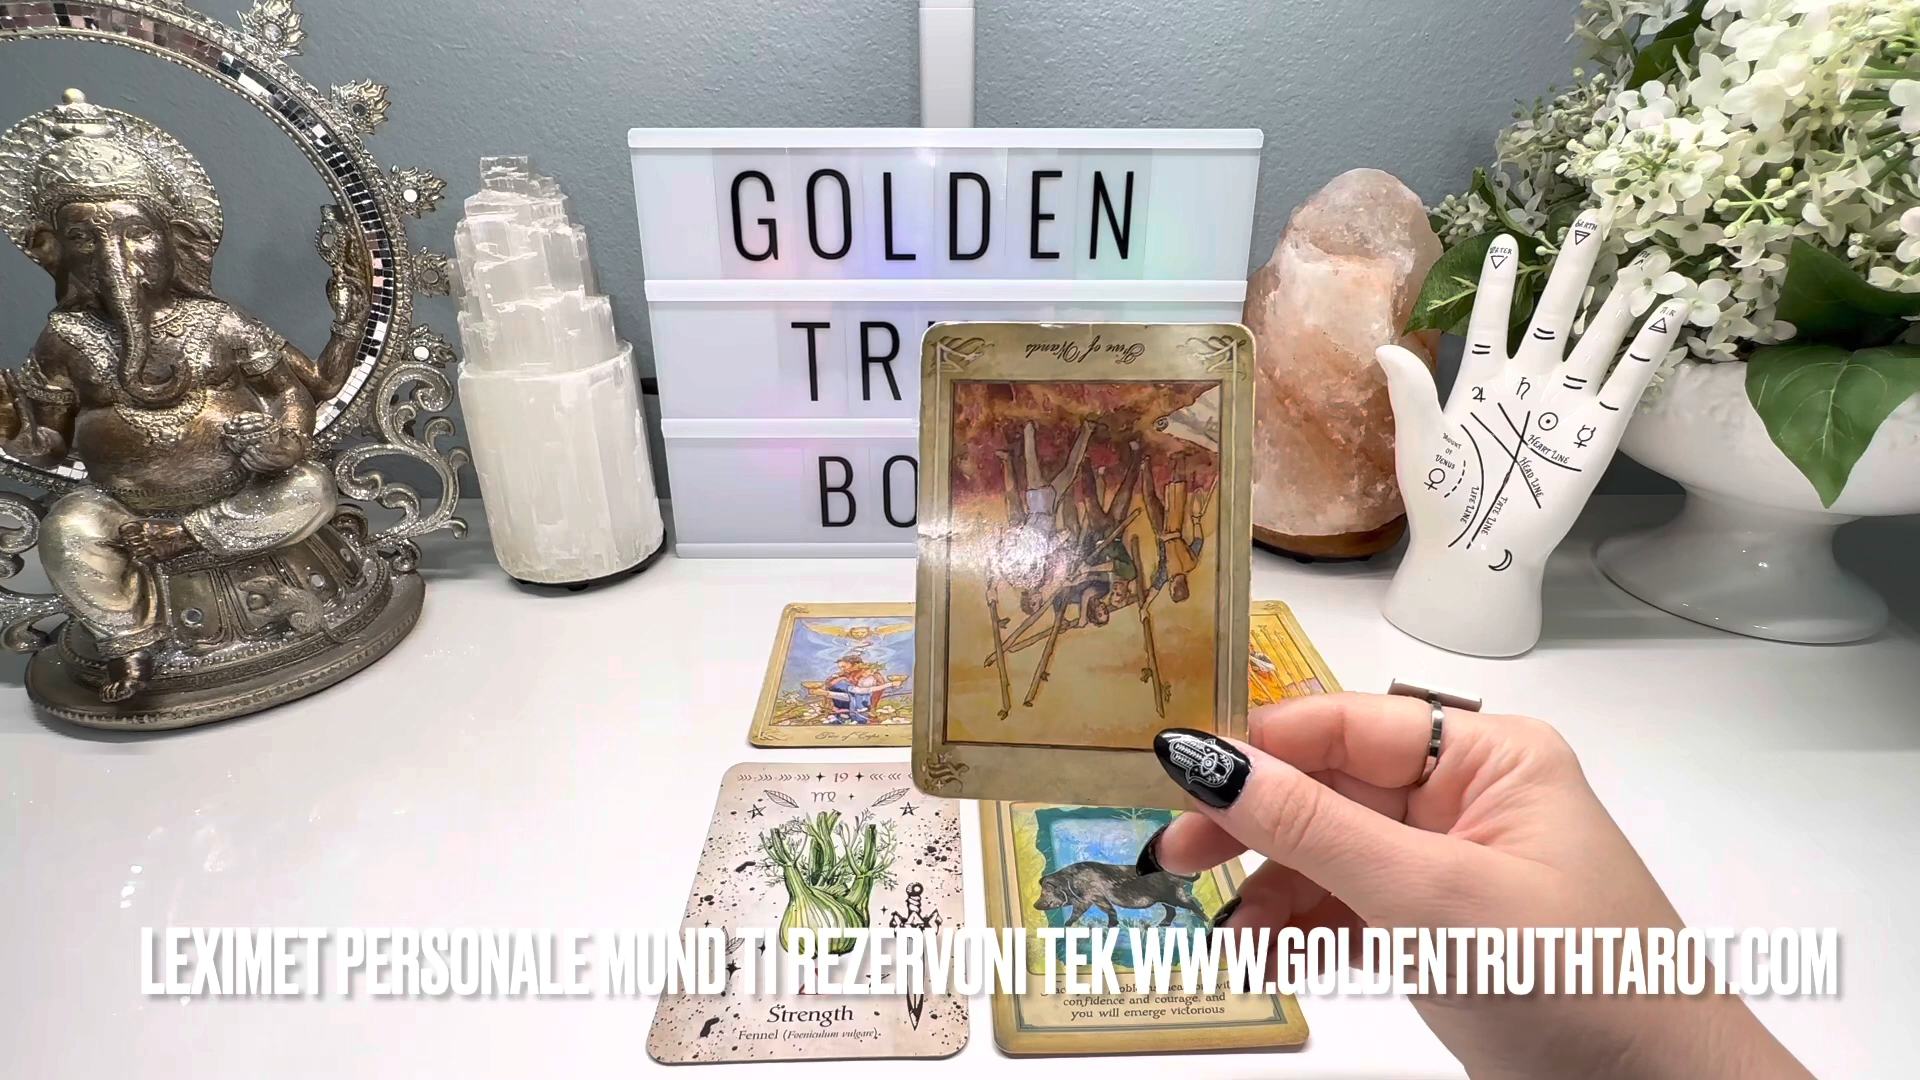 GOLDEN
TR
BO
Five of Wands
WATER
EARTH
AIR
MOUNT
OF
VENUS
HEART LINE
HEAD LINE
LIFE LINE
FATE LINE
Two of Cups
19
LEXIMET PERSONALE MUND TI REZERVONI TEK WWW.GOLDENTRUTHTAROT.COM
confidence and courage, and
you will emerge victorious
Strength
Fennel (Foeniculum vulgare)